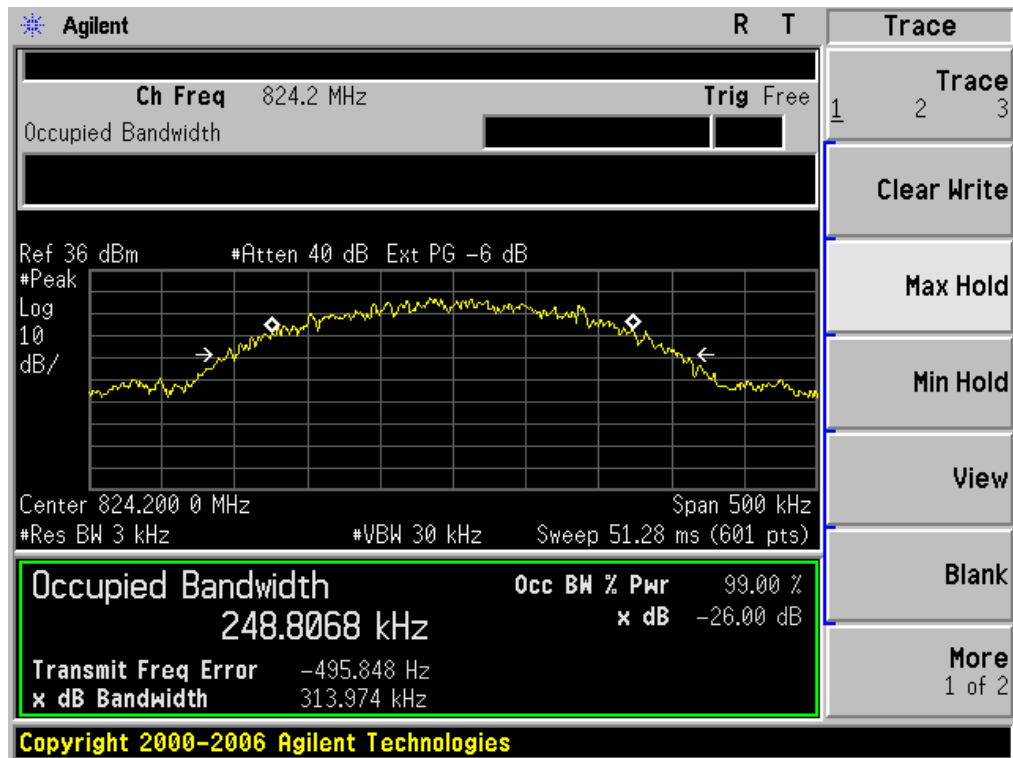 Agilent R T Trace
Ch Freq 824.2 MHz Trig Free
Occupied Bandwidth
Trace
1 2 3
Clear Write
Ref 36 dBm #Atten 40 dB Ext PG -6 dB
#Peak
Log
10
dB/
Max Hold
Min Hold
View
Center 824.200 0 MHz Span 500 kHz
#Res BW 3 kHz #VBW 30 kHz Sweep 51.28 ms (601 pts)
Occupied Bandwidth
248.8068 kHz
Occ BW % Pwr 99.00 %
x dB -26.00 dB
Transmit Freq Error -495.848 Hz
x dB Bandwidth 313.974 kHz
Blank
More
1 of 2
Copyright 2000-2006 Agilent Technologies